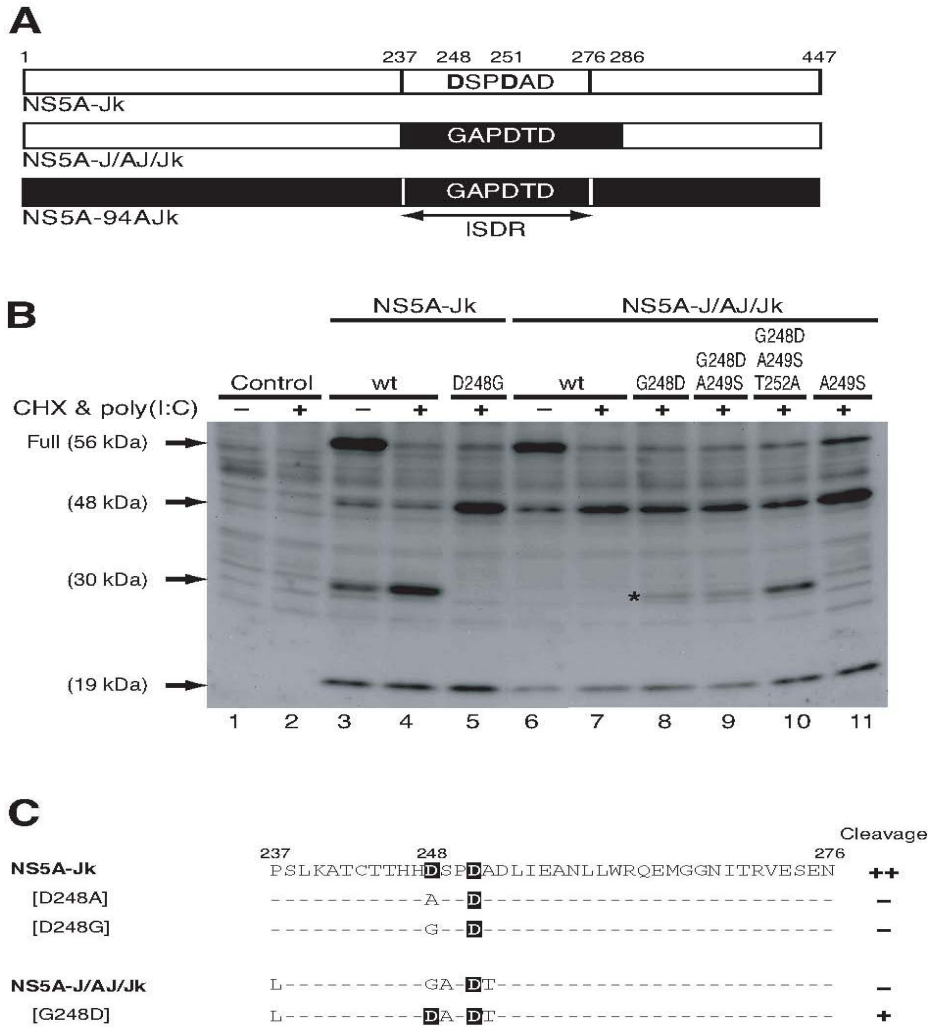 A
1 237 248 251 276 286 447
DSPDAD
NS5A-Jk
GAPDTD
NS5A-J/AJ/Jk
GAPDTD
NS5A-94AJk
ISDR
B
NS5A-Jk NS5A-J/AJ/Jk
G248D
G248D A249S
Control wt D248G wt G248D A249S T252A A249S
CHX & poly(I:C) − + − + + − + + + + +
Full (56 kDa)
(48 kDa)
(30 kDa)
*
(19 kDa)
1 2 3 4 5 6 7 8 9 10 11
C
Cleavage
237 248 276
NS5A-Jk PSLKATCTTHHDSPDADLIEANLLWRQEMGGNITRVESEN ++
[D248A] -----------A--D------------------------- −
[D248G] -----------G--D------------------------- −
NS5A-J/AJ/Jk L----------GA-DT------------------------ −
[G248D] L----------DA-DT------------------------ +